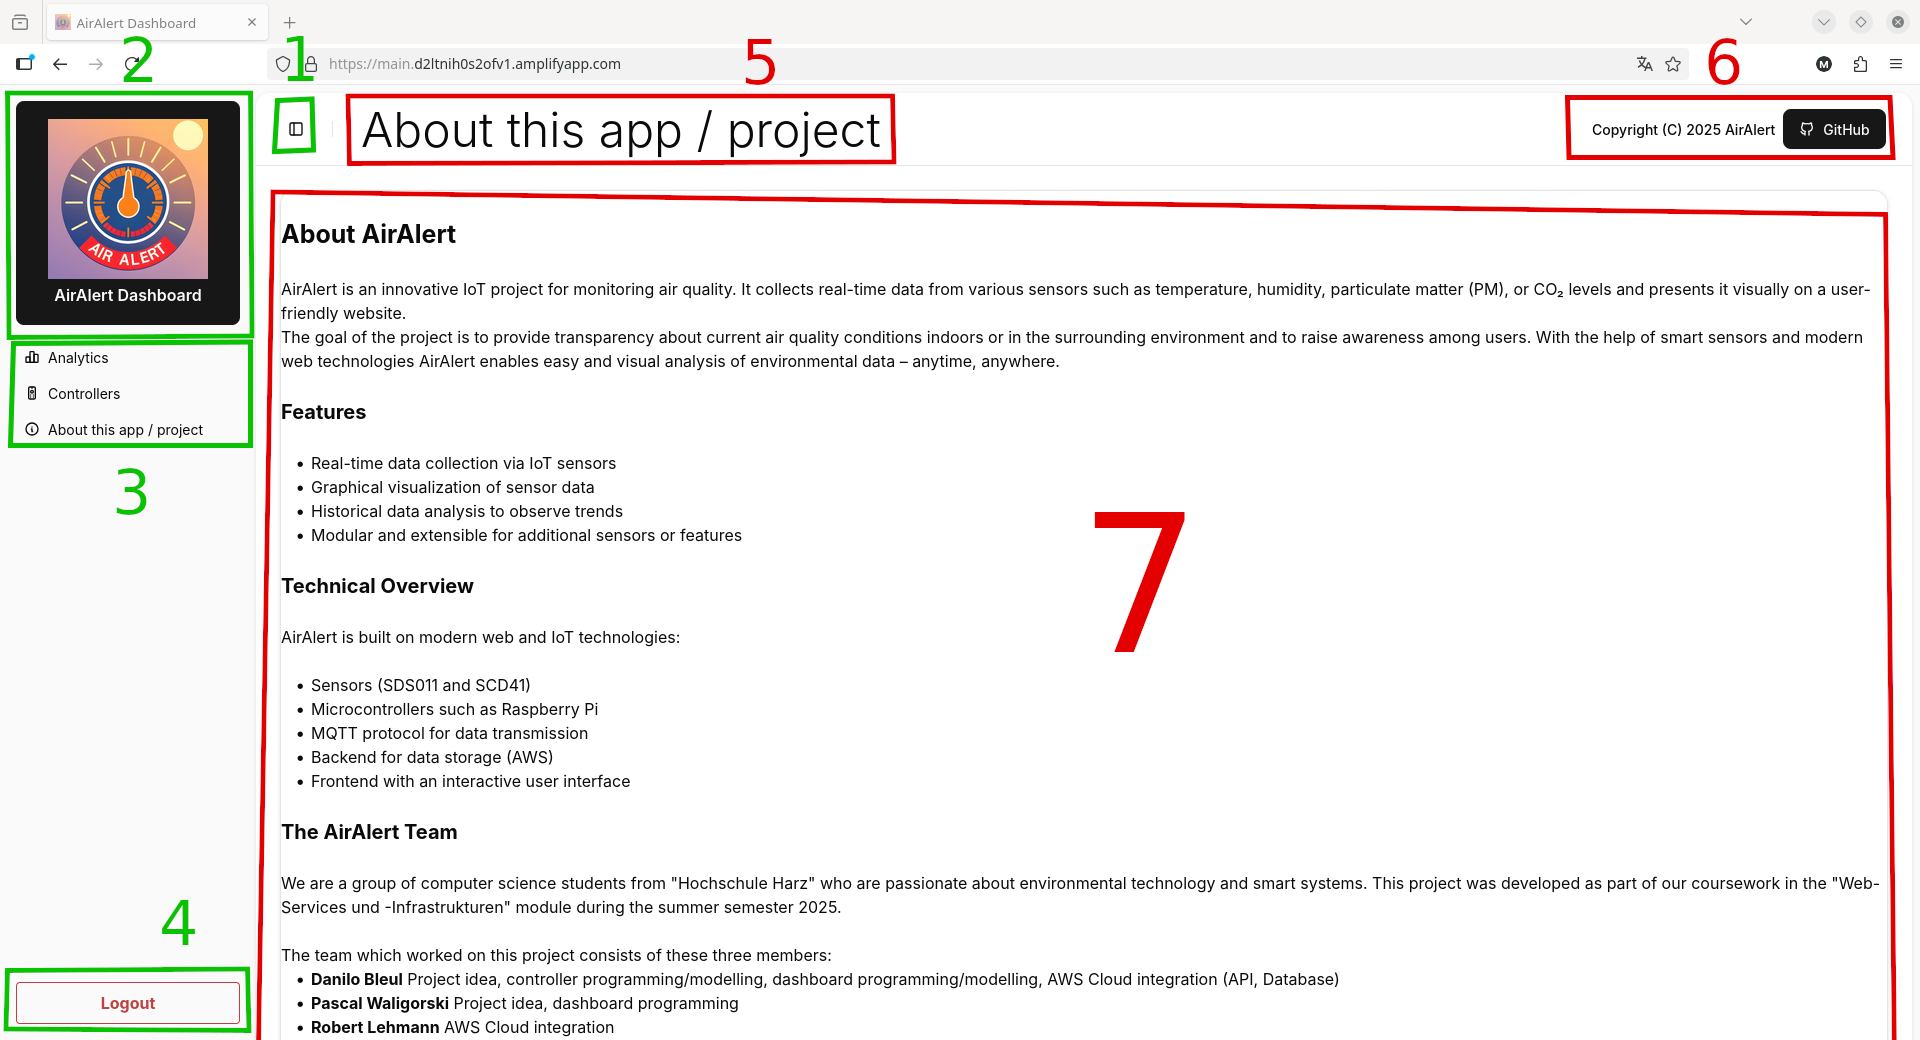 AirAlert Dashboard
2
1
https://main.d2ltnih0s2ofv1.amplifyapp.com
5
6
M
AIR ALERT
AirAlert Dashboard
Analytics
Controllers
About this app / project
3
4
Logout
About this app / project
Copyright (C) 2025 AirAlert
GitHub
About AirAlert
AirAlert is an innovative IoT project for monitoring air quality. It collects real-time data from various sensors such as temperature, humidity, particulate matter (PM), or CO₂ levels and presents it visually on a user-
friendly website.
The goal of the project is to provide transparency about current air quality conditions indoors or in the surrounding environment and to raise awareness among users. With the help of smart sensors and modern
web technologies AirAlert enables easy and visual analysis of environmental data – anytime, anywhere.
Features
• Real-time data collection via IoT sensors
• Graphical visualization of sensor data
• Historical data analysis to observe trends
• Modular and extensible for additional sensors or features
7
Technical Overview
AirAlert is built on modern web and IoT technologies:
• Sensors (SDS011 and SCD41)
• Microcontrollers such as Raspberry Pi
• MQTT protocol for data transmission
• Backend for data storage (AWS)
• Frontend with an interactive user interface
The AirAlert Team
We are a group of computer science students from "Hochschule Harz" who are passionate about environmental technology and smart systems. This project was developed as part of our coursework in the "Web-
Services und -Infrastrukturen" module during the summer semester 2025.
The team which worked on this project consists of these three members:
• Danilo Bleul Project idea, controller programming/modelling, dashboard programming/modelling, AWS Cloud integration (API, Database)
• Pascal Waligorski Project idea, dashboard programming
• Robert Lehmann AWS Cloud integration